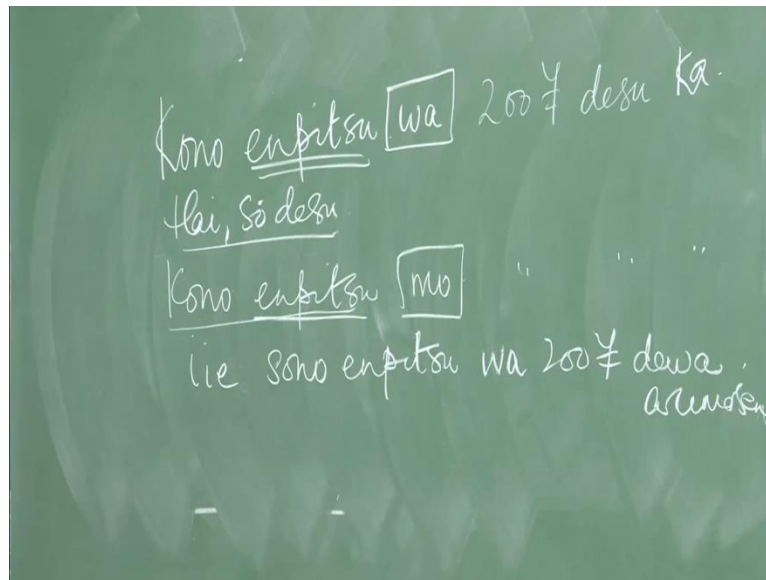 Kono enpitsu wa 200 ¥ desu ka.
Hai, sō desu
Kono enpitsu mo " " "
iie sono enpitsu wa 200 ¥ dewa.
arimasen